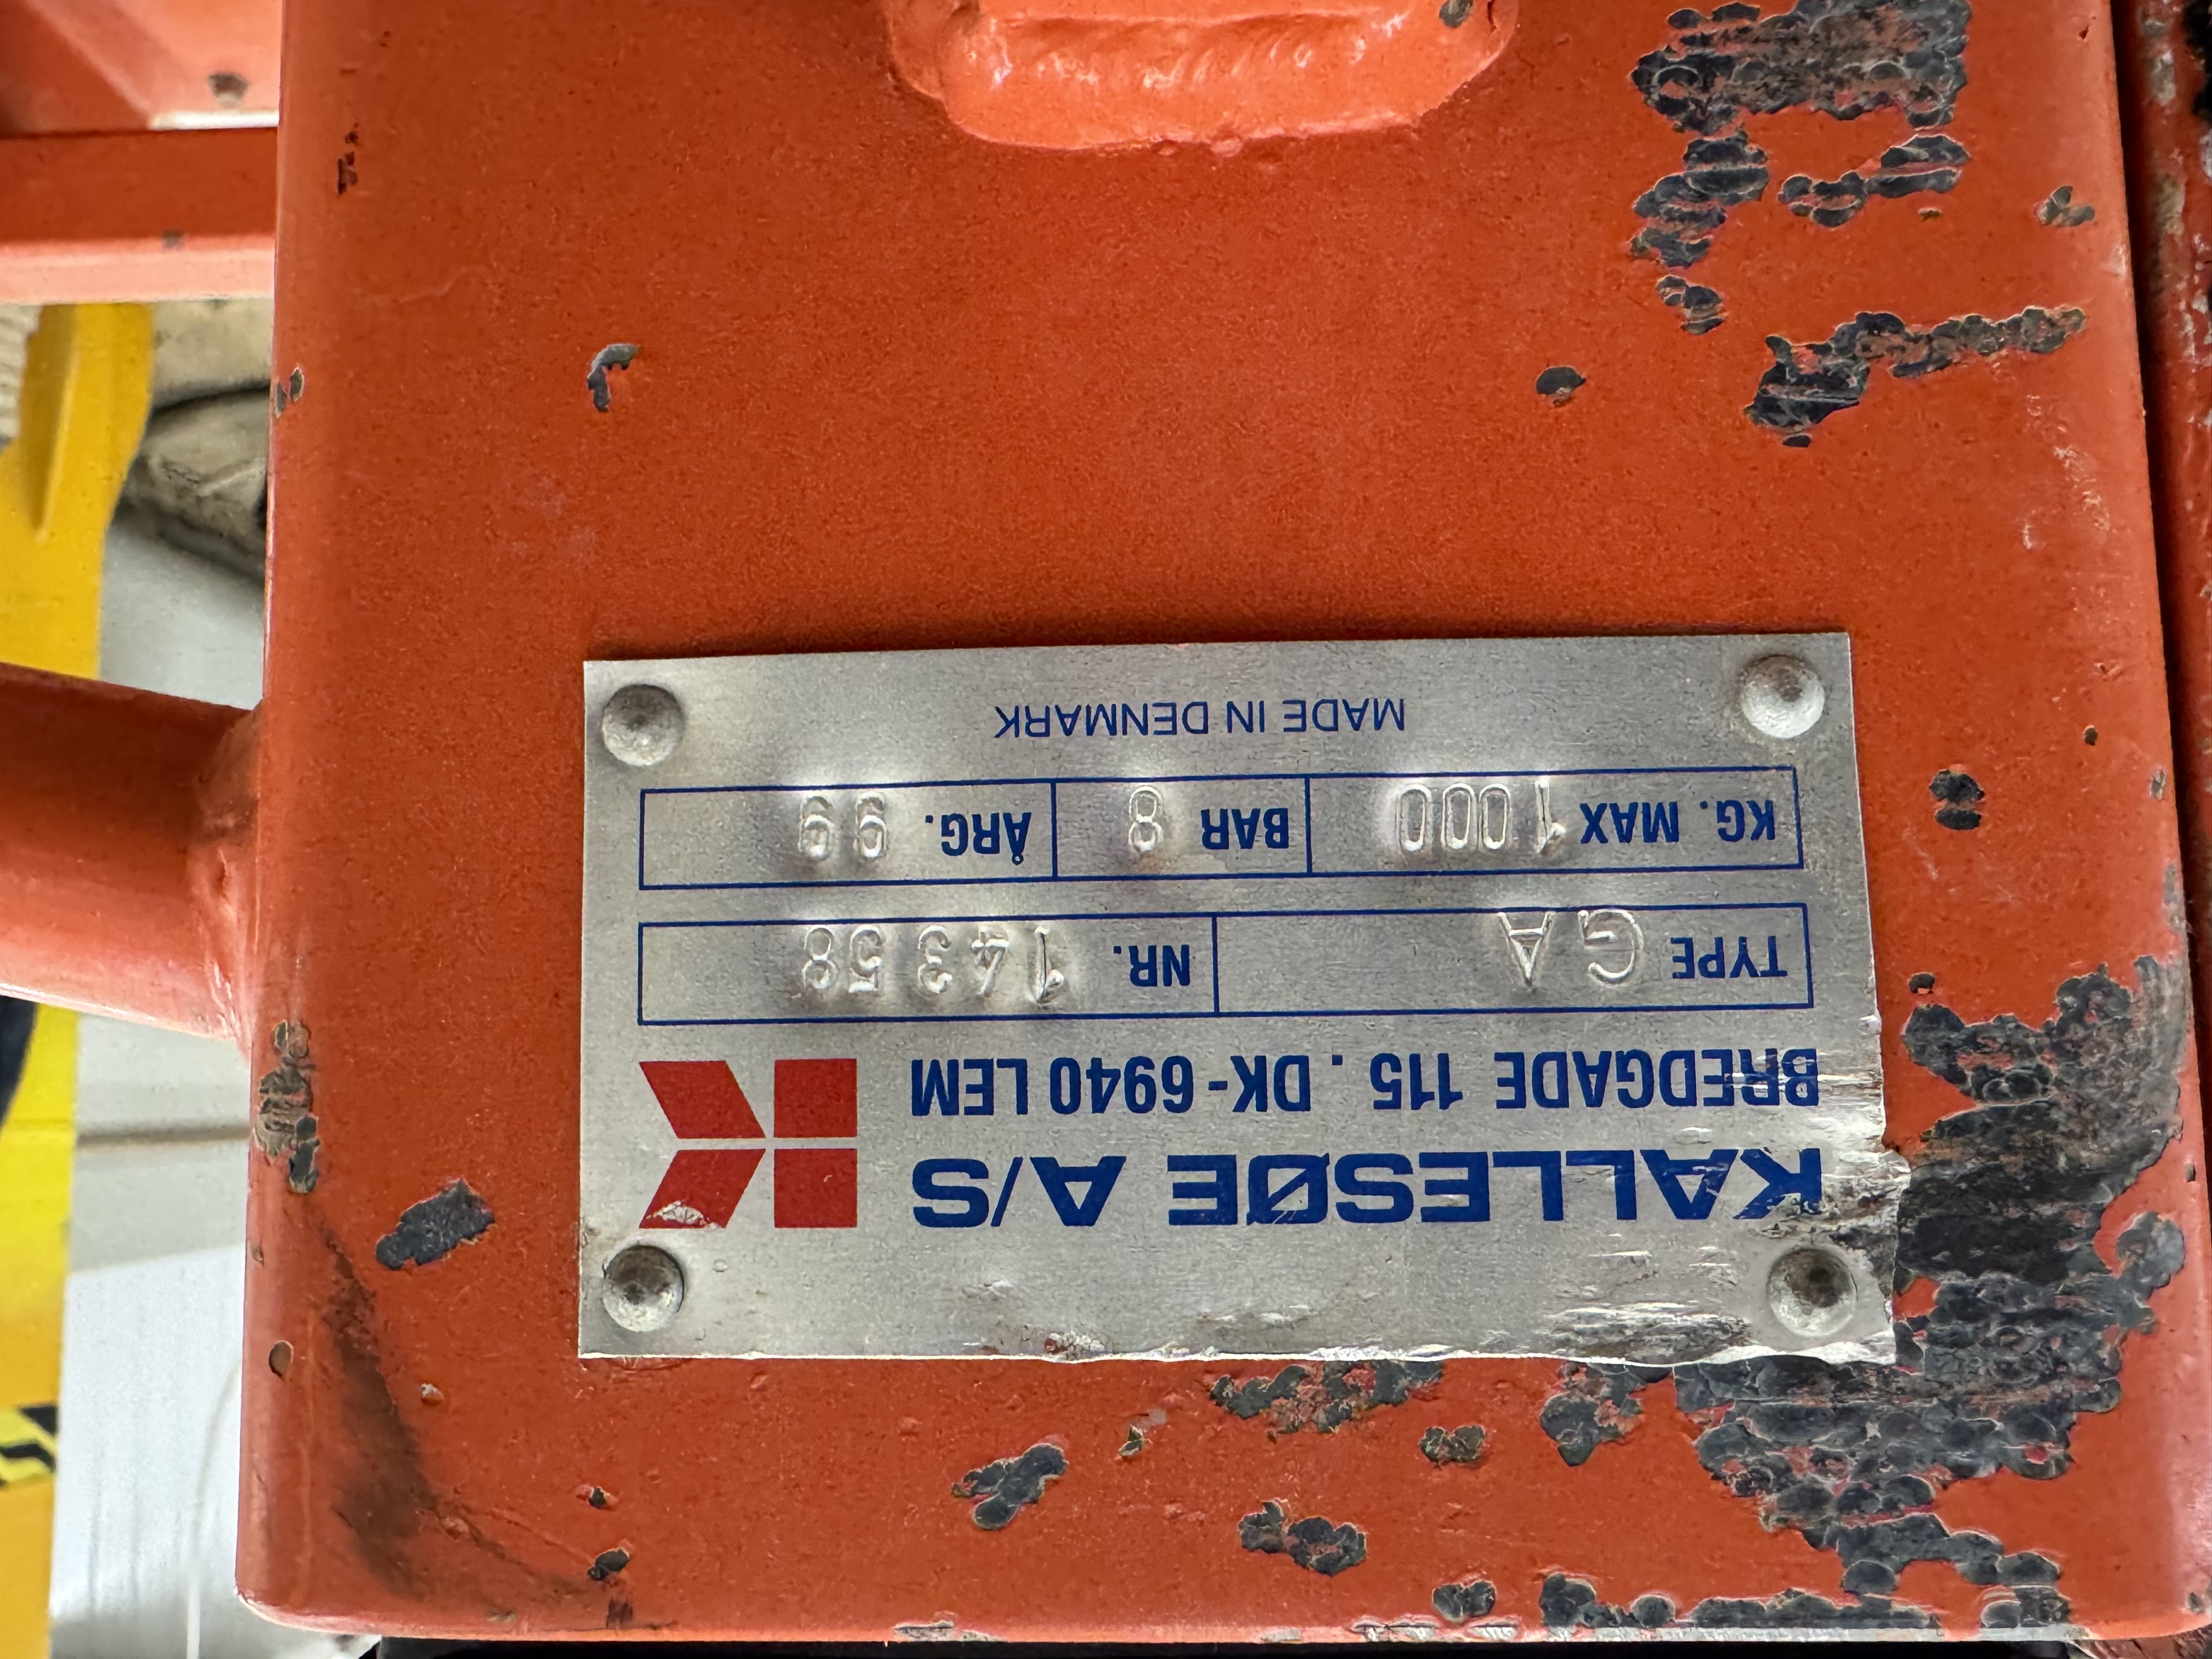 KALLESØE A/S
BREDGADE 115 . DK-6940 LEM
TYPE GA NR. 14358
KG. MAX 1000 BAR 8 ÅRG. 99
MADE IN DENMARK